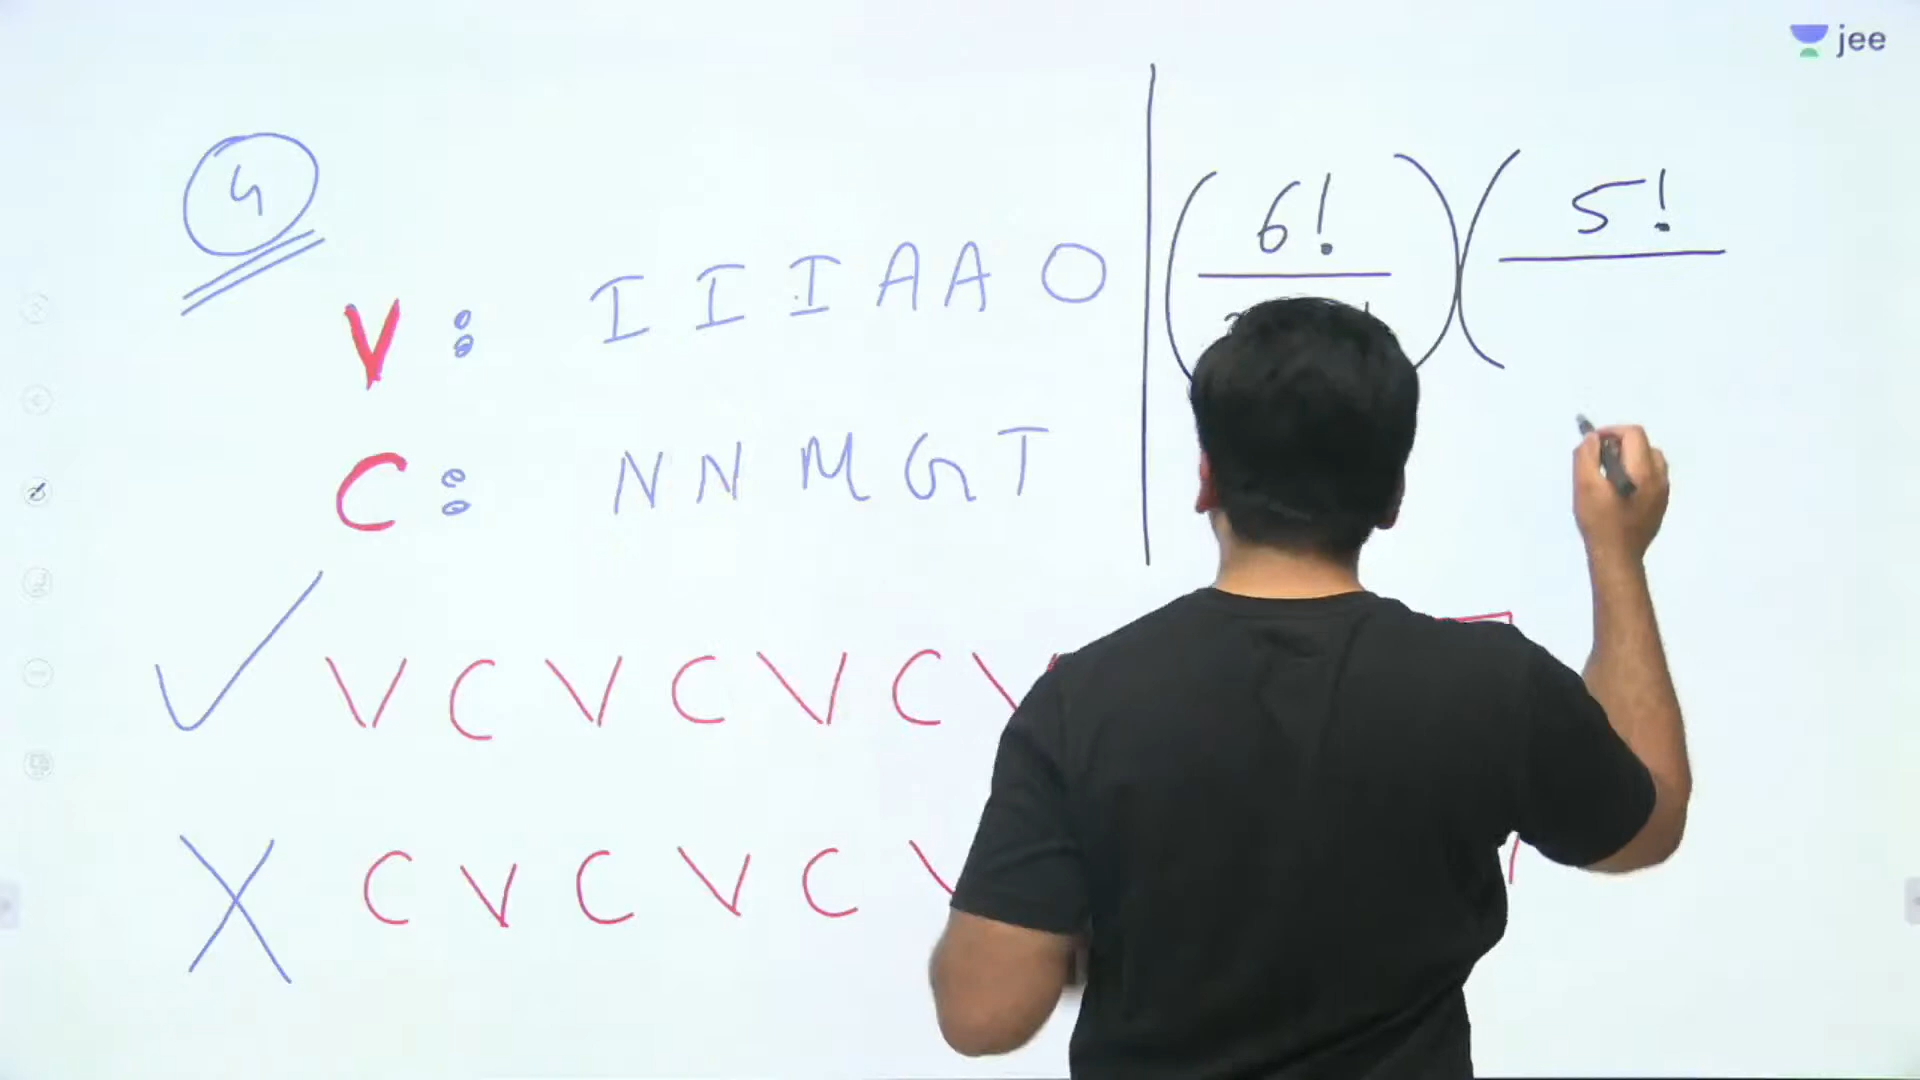 jee
4
6! 5!
V : I I I A A O
C : N N M G T
V C V C V C V
C V C V C V